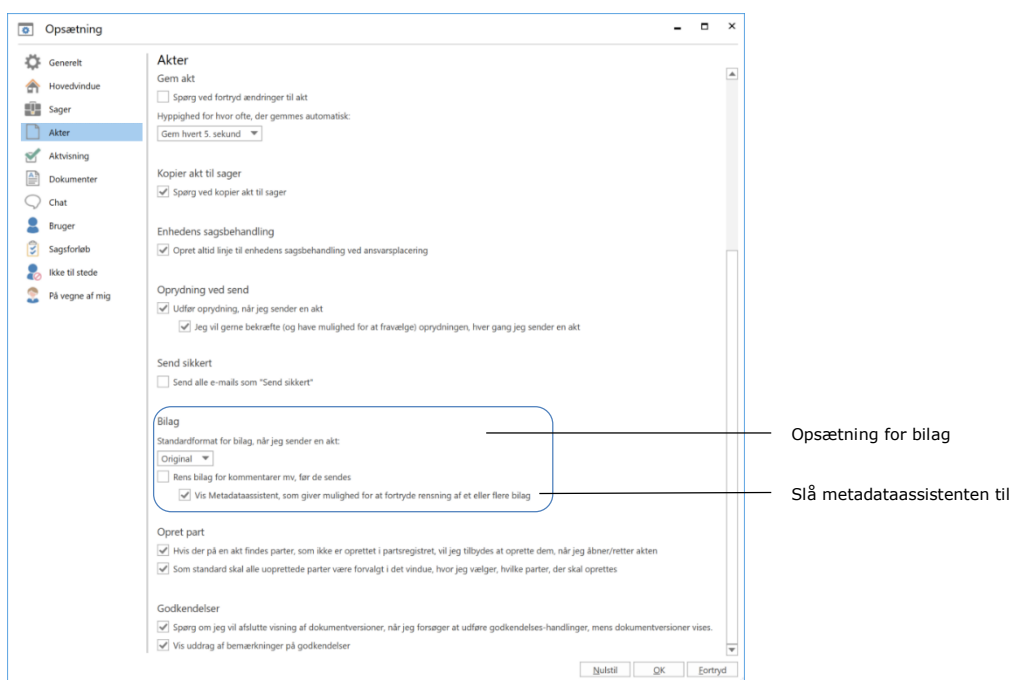 Opsætning
Generelt
Hovedvindue
Sager
Akter
Aktvisning
Dokumenter
Chat
Bruger
Sagsforløb
Ikke til stede
På vegne af mig
Akter
Gem akt
Spørg ved fortryd ændringer til akt
Hyppighed for hvor ofte, der gemmes automatisk:
Gem hvert 5. sekund
Kopier akt til sager
Spørg ved kopier akt til sager
Enhedens sagsbehandling
Opret altid linje til enhedens sagsbehandling ved ansvarsplacering
Oprydning ved send
Udfør oprydning, når jeg sender en akt
Jeg vil gerne bekræfte (og have mulighed for at fravælge) oprydningen, hver gang jeg sender en akt
Send sikkert
Send alle e-mails som "Send sikkert"
Bilag
Standardformat for bilag, når jeg sender en akt:
Original
Rens bilag for kommentarer mv, før de sendes
Vis Metadataassistent, som giver mulighed for at fortryde rensning af et eller flere bilag
Opsætning for bilag
Slå metadataassistenten til
Opret part
Hvis der på en akt findes parter, som ikke er oprettet i partsregistret, vil jeg tilbydes at oprette dem, når jeg åbner/retter akten
Som standard skal alle uoprettede parter være forvalgt i det vindue, hvor jeg vælger, hvilke parter, der skal oprettes
Godkendelser
Spørg om jeg vil afslutte visning af dokumentversioner, når jeg forsøger at udføre godkendelses-handlinger, mens dokumentversioner vises.
Vis uddrag af bemærkninger på godkendelser
Nulstil
OK
Fortryd